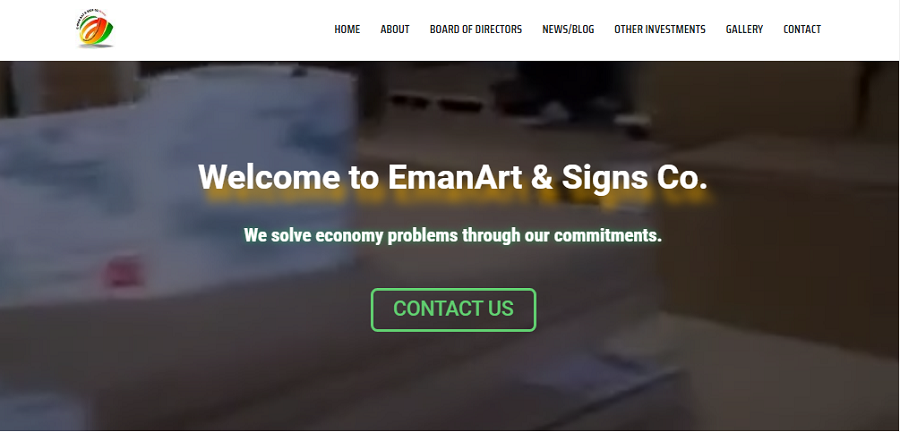 HOME ABOUT BOARD OF DIRECTORS NEWS/BLOG OTHER INVESTMENTS GALLERY CONTACT
Welcome to EmanArt & Signs Co.
We solve economy problems through our commitments.
CONTACT US